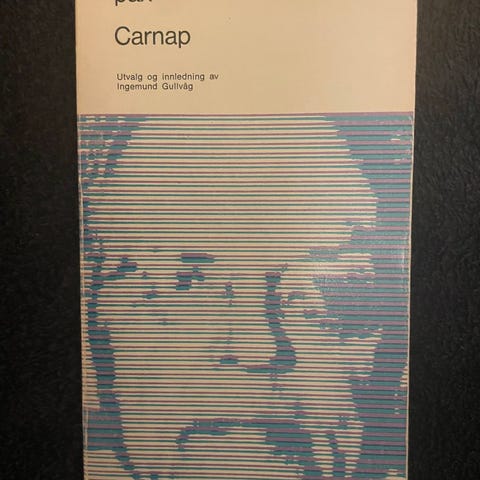 pax
Carnap
Utvalg og innledning av
Ingemund Gullvåg